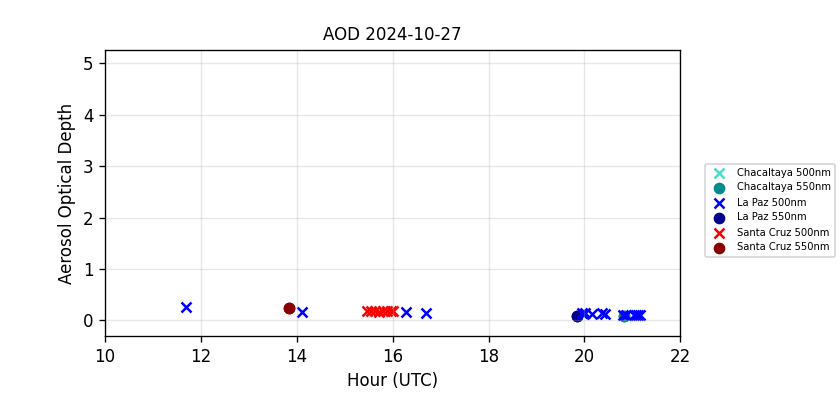 AOD 2024-10-27
Aerosol Optical Depth
5
4
3
2
1
0
10 12 14 16 18 20 22
Hour (UTC)
Chacaltaya 500nm
Chacaltaya 550nm
La Paz 500nm
La Paz 550nm
Santa Cruz 500nm
Santa Cruz 550nm